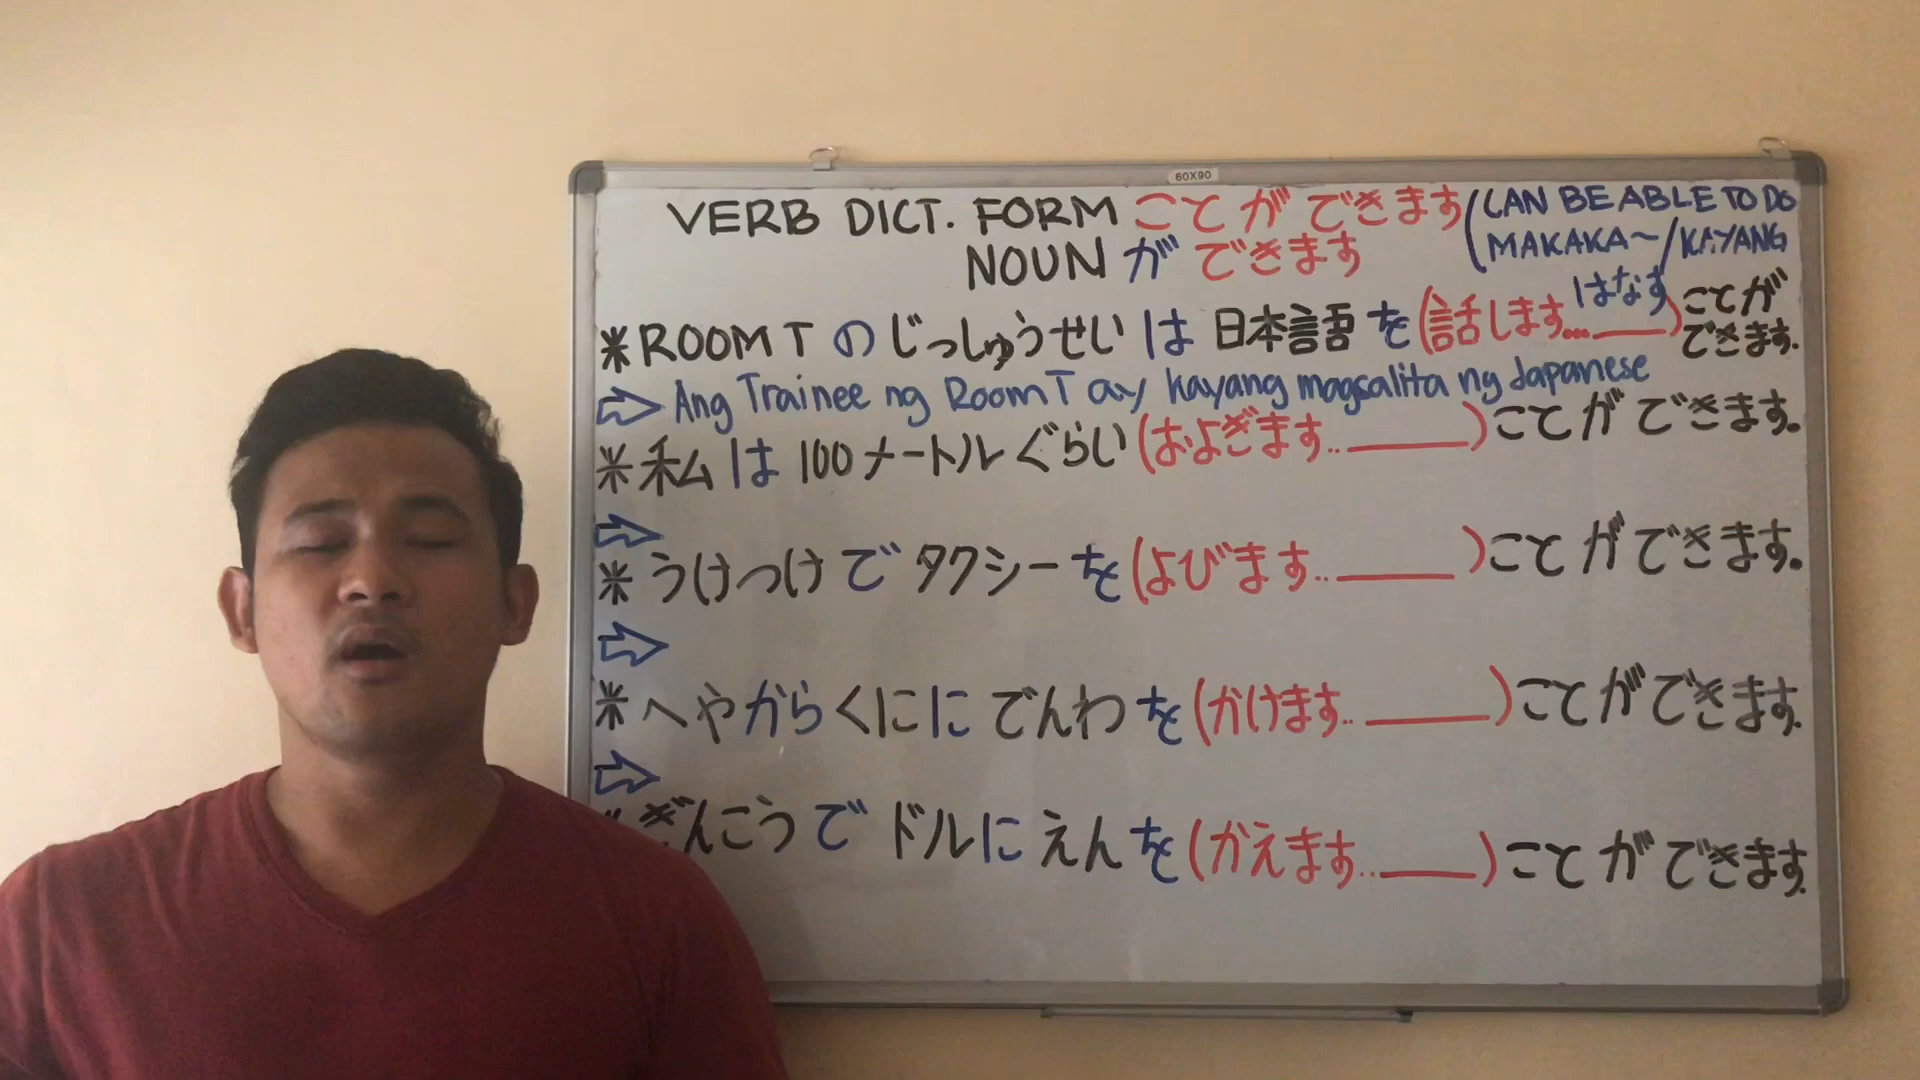 60X90
VERB DICT. FORM ことができます (CAN BE ABLE TO DO
NOUN が できます MAKAKA~/KAYANG
※ROOM T のじっしゅうせい は 日本語 を (話します...____) はなす ことが できます.
⇨ Ang Trainee ng Room T ay kayang magsalita ng Japanese
※私は 100メートルぐらい (およぎます..____) ことができます。
⇨
※うけつけで タクシーを (よびます..____) ことができます。
⇨
※へやからくにに でんわを (かけます..____) ことができます.
⇨
※ぎんこうで ドルに えんを (かえます..____) ことができます.